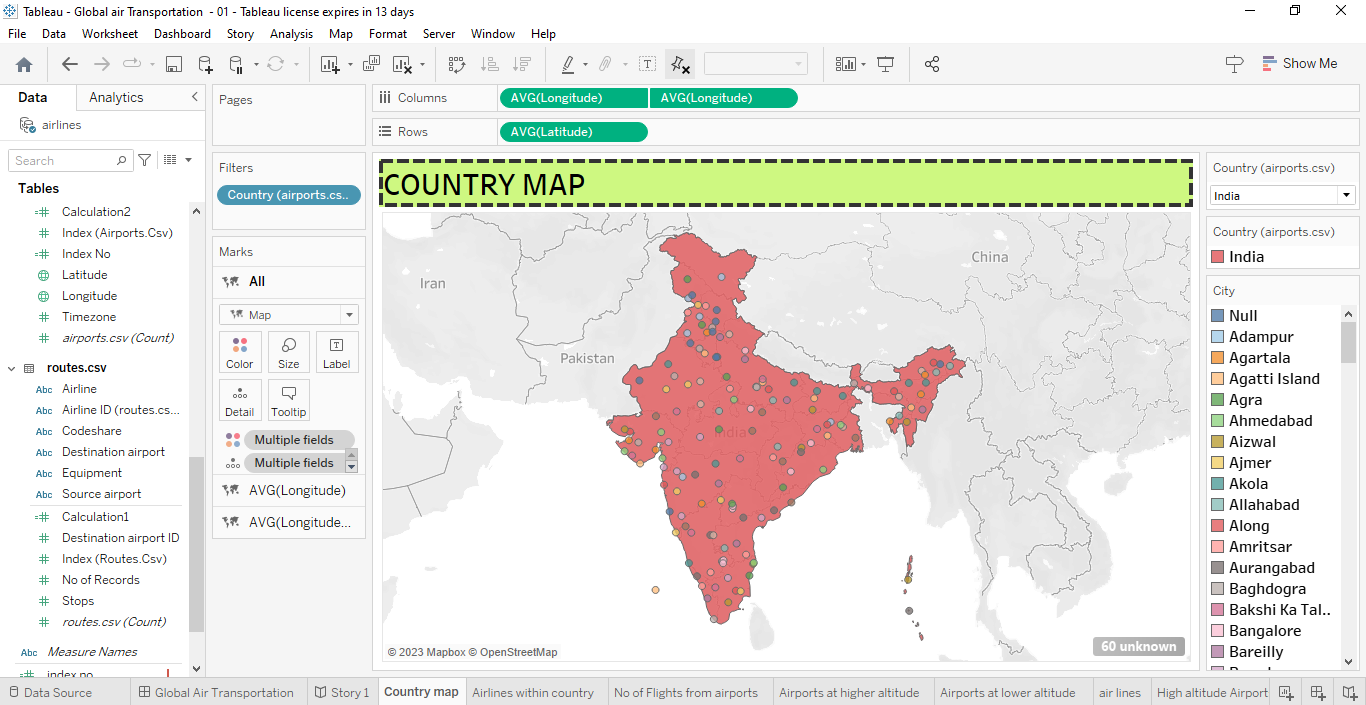 Tableau - Global air Transportation - 01 - Tableau license expires in 13 days
File Data Worksheet Dashboard Story Analysis Map Format Server Window Help
Show Me
Data Analytics
airlines
Search
Tables
Calculation2
Index (Airports.Csv)
Index No
Latitude
Longitude
Timezone
airports.csv (Count)
routes.csv
Abc Airline
Abc Airline ID (routes.cs...
Abc Codeshare
Abc Destination airport
Abc Equipment
Abc Source airport
Calculation1
Destination airport ID
Index (Routes.Csv)
No of Records
Stops
routes.csv (Count)
Abc Measure Names
index no
Pages
Filters
Country (airports.cs..
Marks
All
Map
Color Size Label
Detail Tooltip
Multiple fields
Multiple fields
AVG(Longitude)
AVG(Longitude...
Columns AVG(Longitude) AVG(Longitude)
Rows AVG(Latitude)
COUNTRY MAP
Iran
China
Pakistan
India
© 2023 Mapbox © OpenStreetMap
60 unknown
Country (airports.csv)
India
Country (airports.csv)
India
City
Null
Adampur
Agartala
Agatti Island
Agra
Ahmedabad
Aizwal
Ajmer
Akola
Allahabad
Along
Amritsar
Aurangabad
Baghdogra
Bakshi Ka Tal..
Bangalore
Bareilly
Data Source Global Air Transportation Story 1 Country map Airlines within country No of Flights from airports Airports at higher altitude Airports at lower altitude air lines High altitude Airport